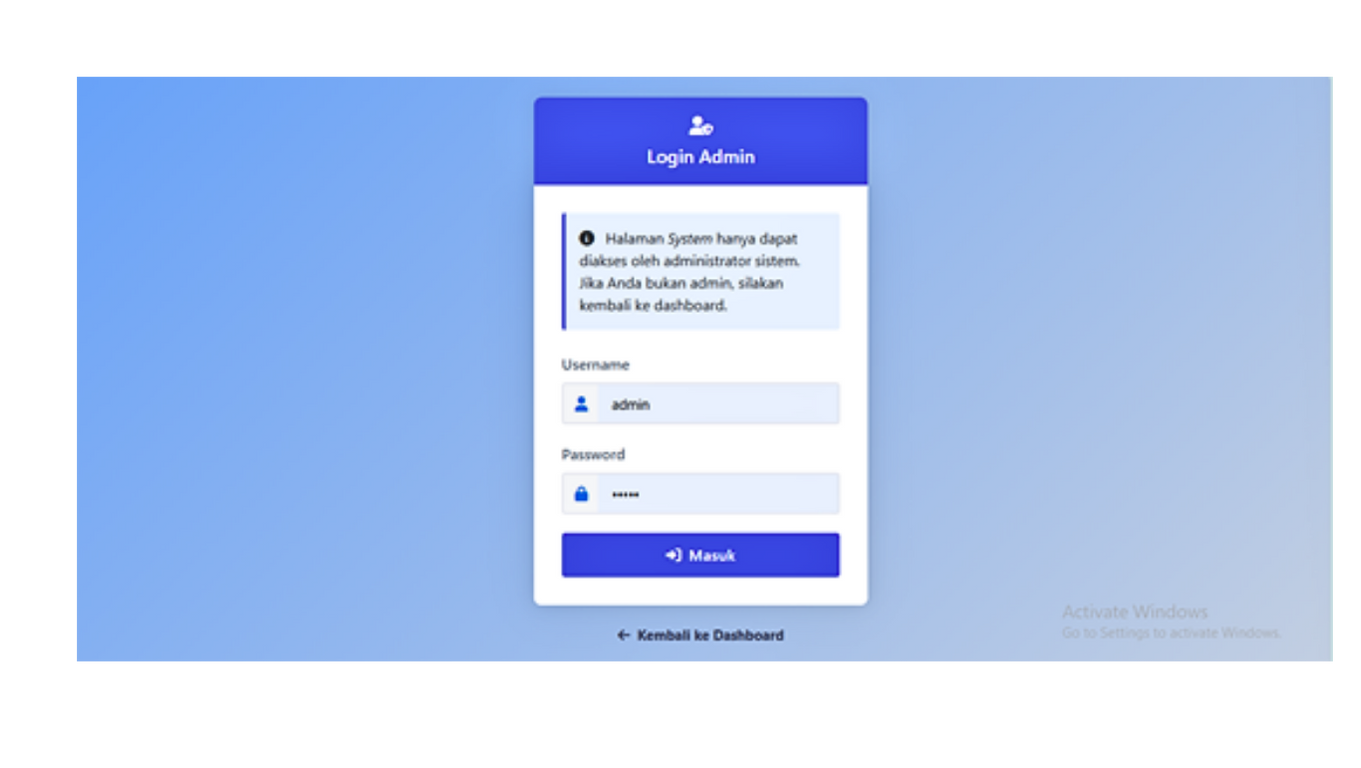 Login Admin
Halaman System hanya dapat
diakses oleh administrator sistem.
Jika Anda bukan admin, silakan
kembali ke dashboard.
Username
admin
Password
•••••
Masuk
Kembali ke Dashboard
Activate Windows
Go to Settings to activate Windows.